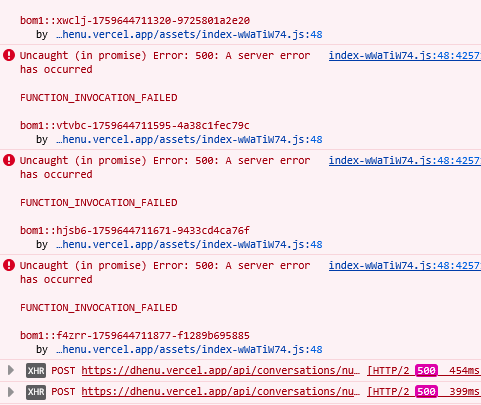 bom1::xwclj-1759644711320-9725801a2e20
by …henu.vercel.app/assets/index-wWaTiW74.js:48
Uncaught (in promise) Error: 500: A server error index-wWaTiW74.js:48:4257
has occurred
FUNCTION_INVOCATION_FAILED
bom1::vtvbc-1759644711595-4a38c1fec79c
by …henu.vercel.app/assets/index-wWaTiW74.js:48
Uncaught (in promise) Error: 500: A server error index-wWaTiW74.js:48:4257
has occurred
FUNCTION_INVOCATION_FAILED
bom1::hjsb6-1759644711671-9433cd4ca76f
by …henu.vercel.app/assets/index-wWaTiW74.js:48
Uncaught (in promise) Error: 500: A server error index-wWaTiW74.js:48:4257
has occurred
FUNCTION_INVOCATION_FAILED
bom1::f4zrr-1759644711877-f1289b695885
by …henu.vercel.app/assets/index-wWaTiW74.js:48
XHR POST https://dhenu.vercel.app/api/conversations/nu… [HTTP/2 500 454ms
XHR POST https://dhenu.vercel.app/api/conversations/nu… [HTTP/2 500 399ms